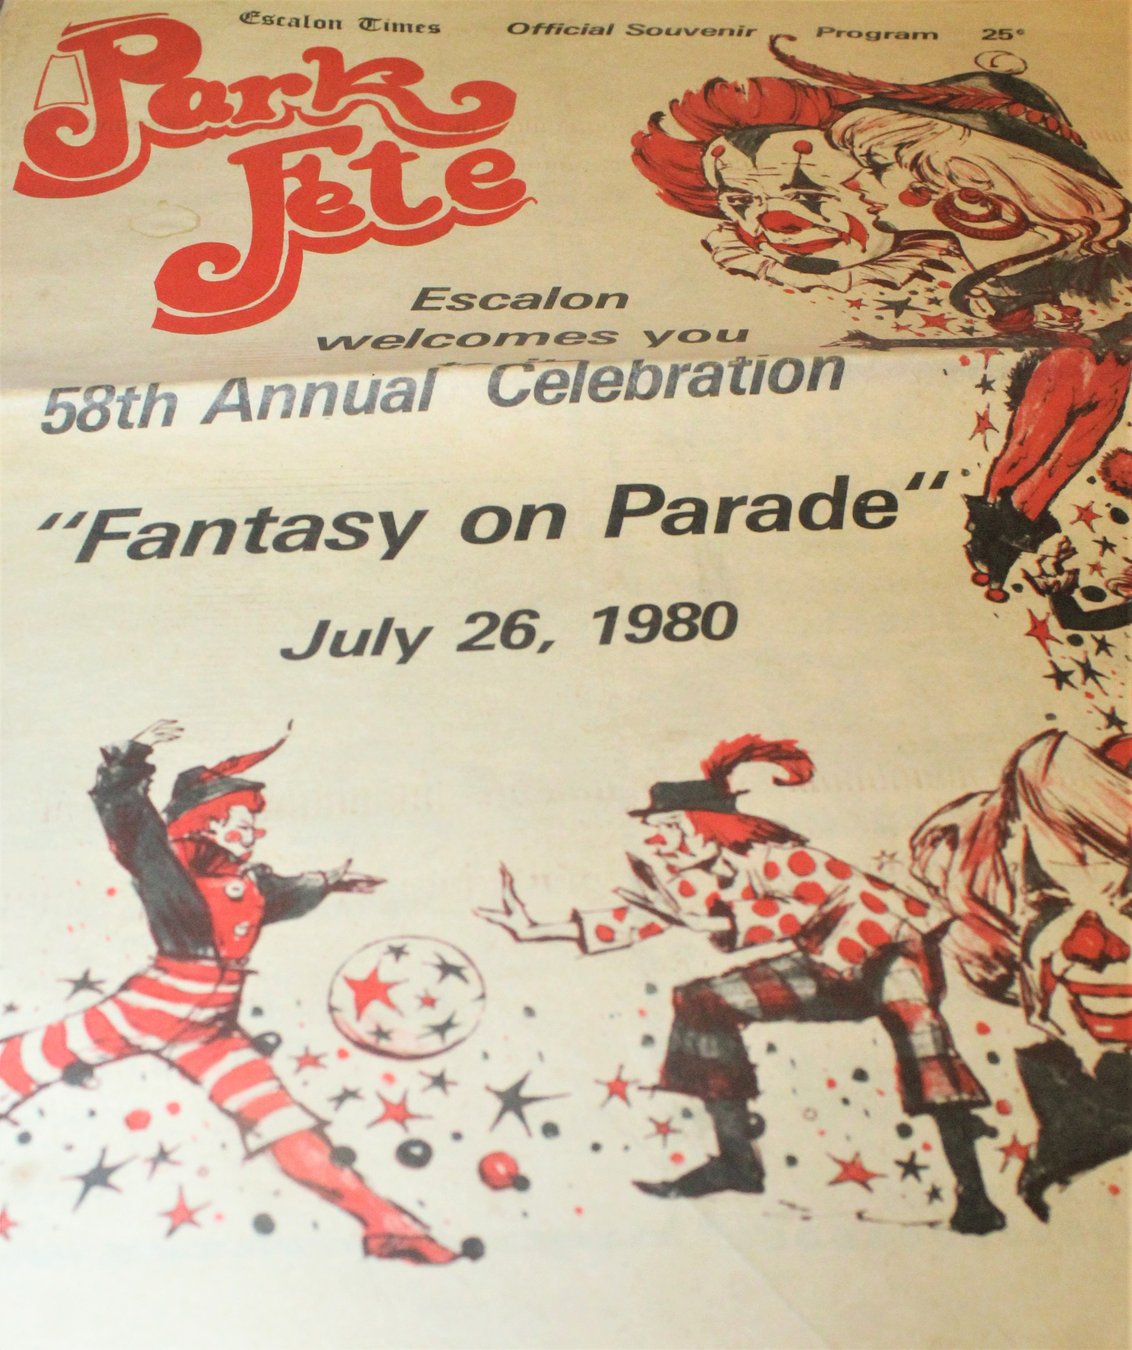 Escalon Times Official Souvenir Program 25¢
Park
Fete
Escalon
welcomes you
58th Annual Celebration
"Fantasy on Parade"
July 26, 1980